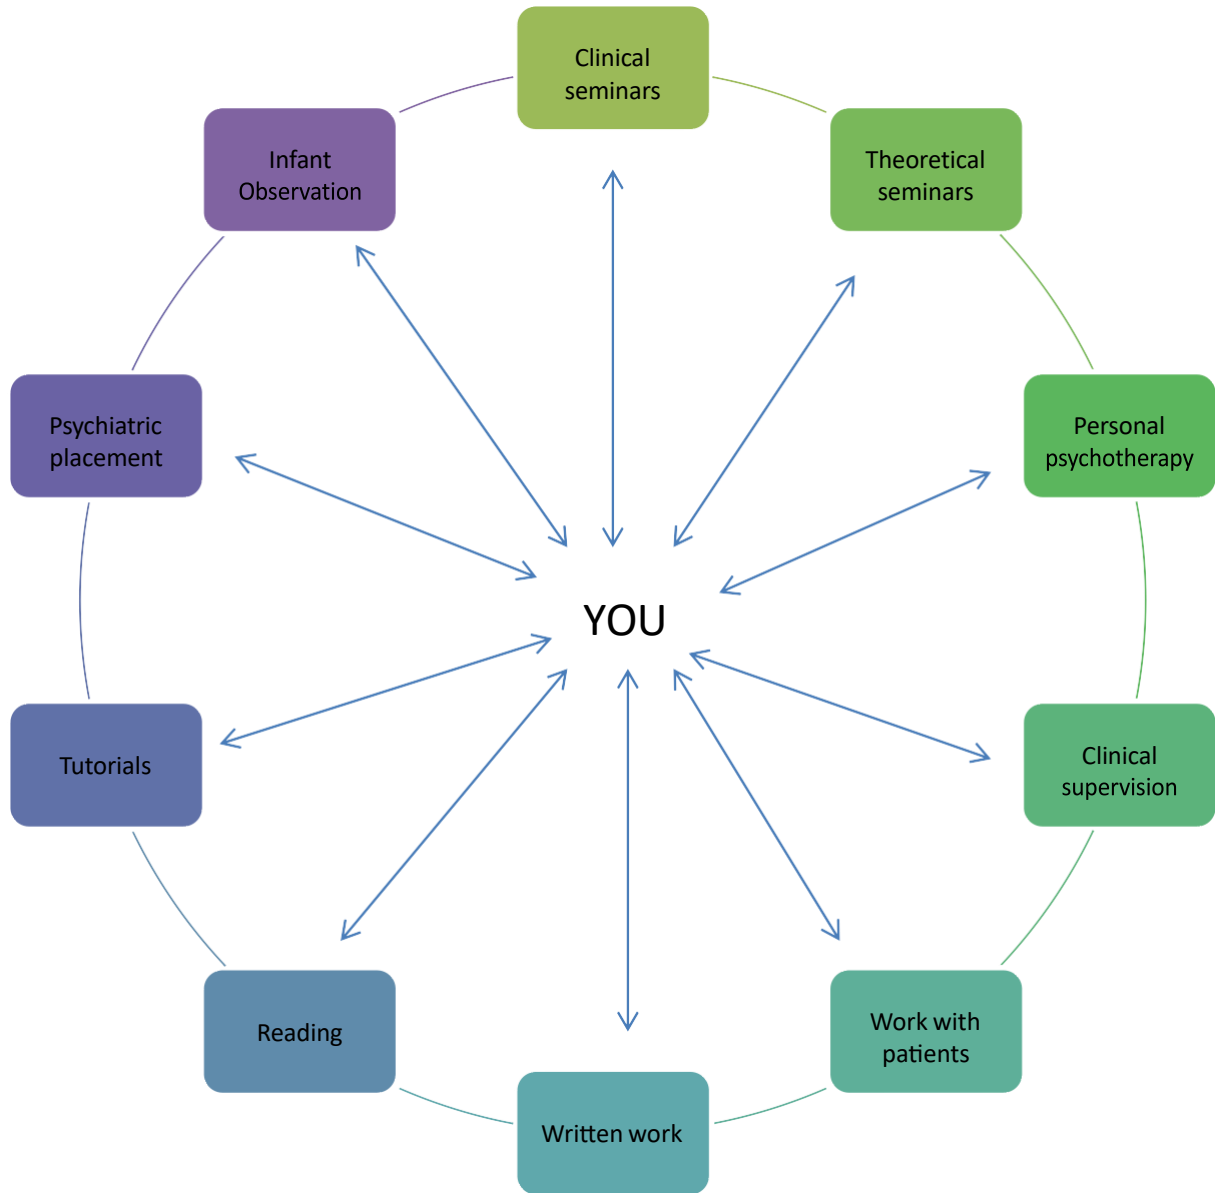 Clinical
seminars
Theoretical
seminars
Personal
psychotherapy
Clinical
supervision
Work with
patients
Written work
Reading
Tutorials
Psychiatric
placement
Infant
Observation
YOU